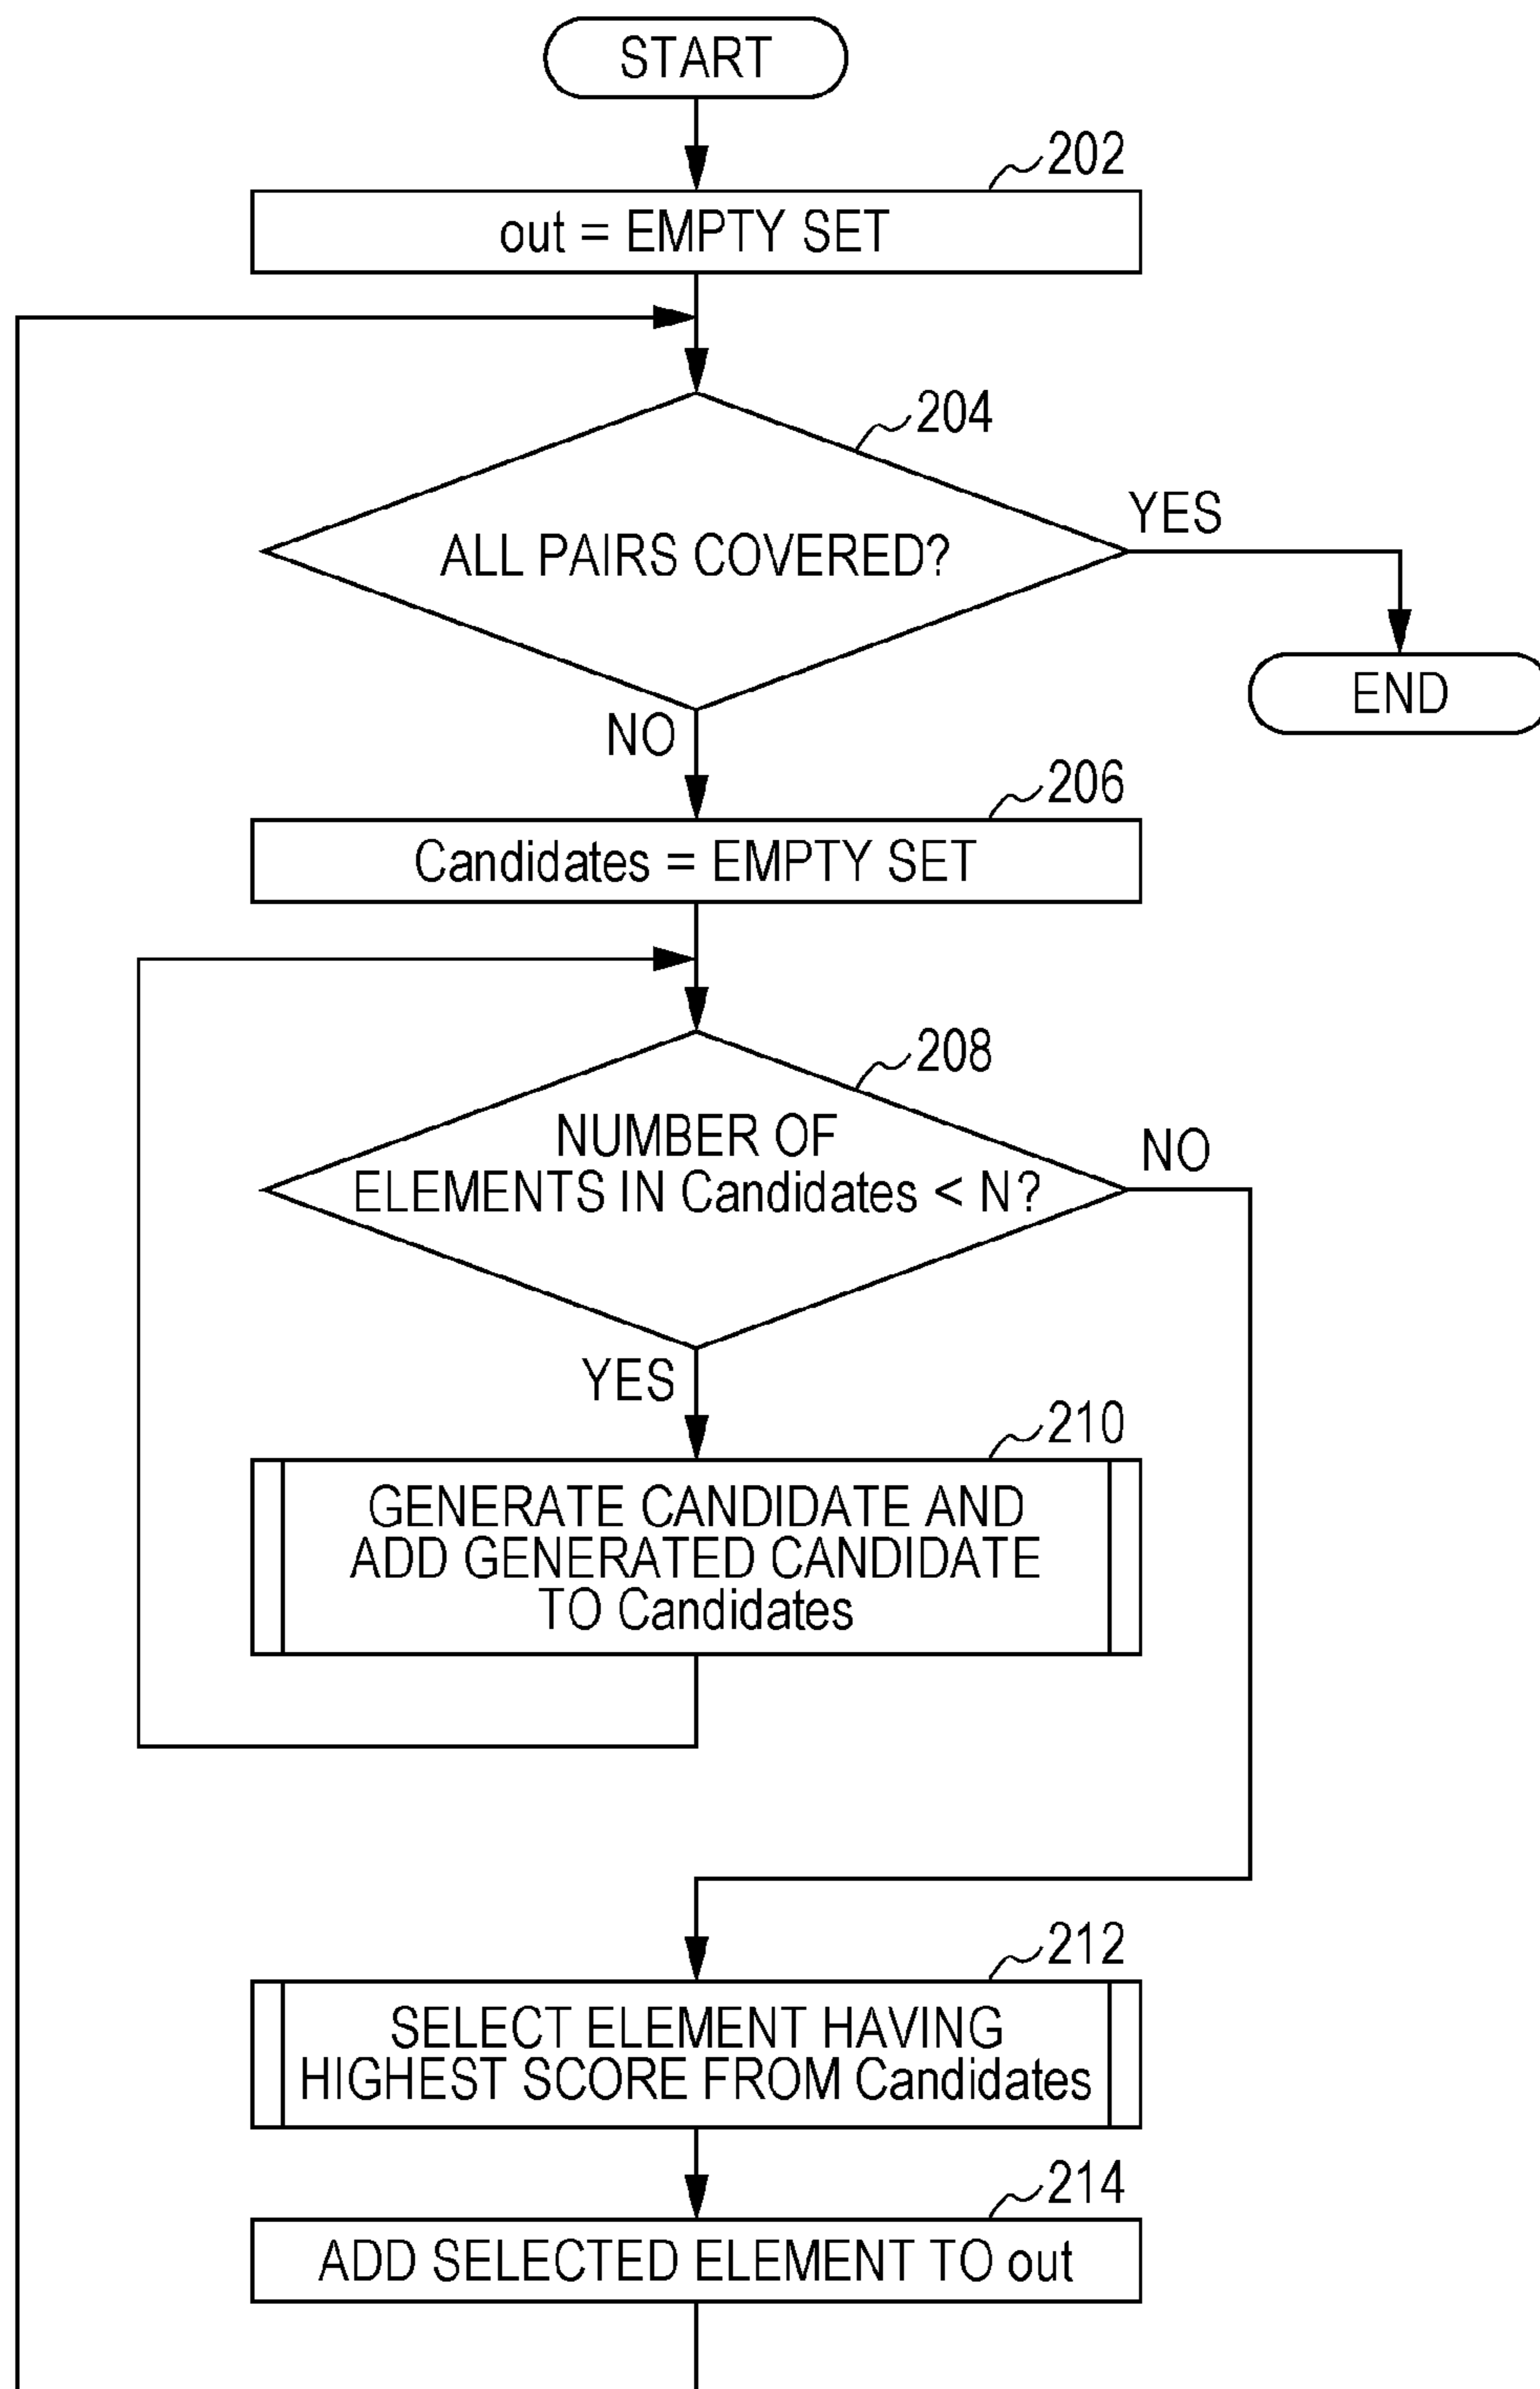 START
202
out = EMPTY SET
204
ALL PAIRS COVERED?
YES
END
NO
206
Candidates = EMPTY SET
208
NUMBER OF
ELEMENTS IN Candidates < N?
NO
YES
210
GENERATE CANDIDATE AND
ADD GENERATED CANDIDATE
TO Candidates
212
SELECT ELEMENT HAVING
HIGHEST SCORE FROM Candidates
214
ADD SELECTED ELEMENT TO out